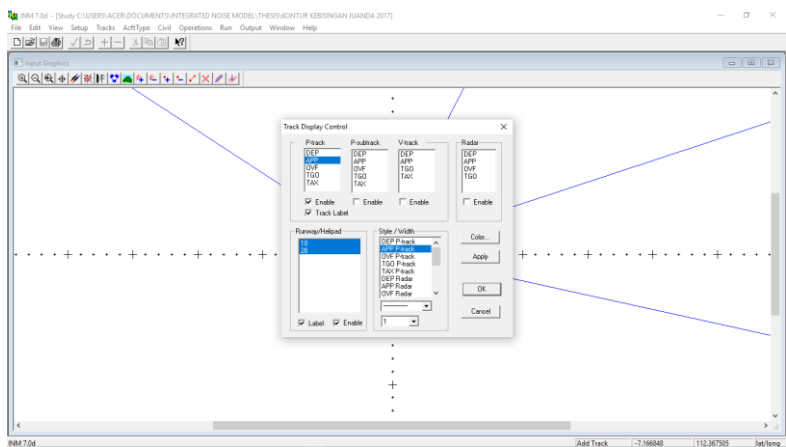 INM 7.0d - [Study C:\USERS\ACER\DOCUMENTS\INTEGRATED NOISE MODEL\THESIS\KONTUR KEBISINGAN JUANDA 2017]
File Edit View Setup Tracks AcftType Civil Operations Run Output Window Help
Input Graphics
Track Display Control
P-track P-subtrack V-track Radar
DEP DEP DEP DEP
APP APP APP APP
OVF OVF TGO OVF
TGO TGO TAX TGO
TAX TAX
Enable Enable Enable Enable
Track Label
Runway/Helipad Style / Width
10
28
DEP P-track
APP P-track
OVF P-track
TGO P-track
TAX P-track
DEP Radar
APP Radar
OVF Radar
Color...
Apply
OK
Cancel
Label Enable 1
INM 7.0d Add Track -7.166848 112.367505 lat/long